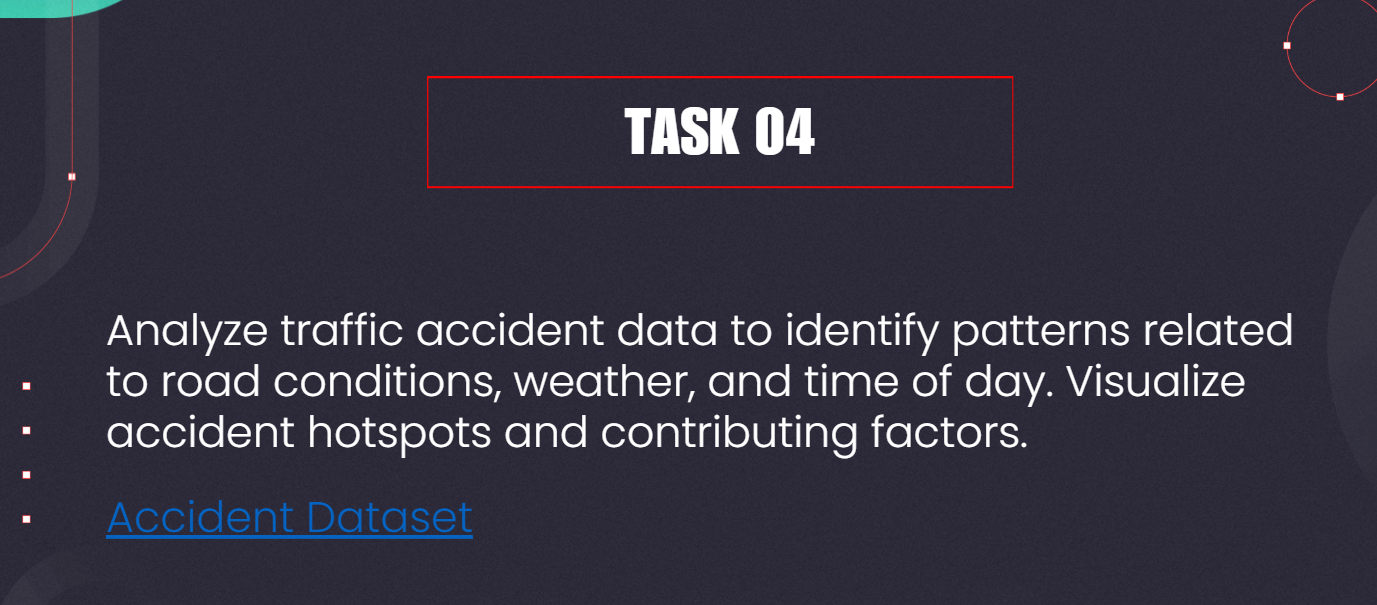 TASK 04
Analyze traffic accident data to identify patterns related
to road conditions, weather, and time of day. Visualize
accident hotspots and contributing factors.
Accident Dataset